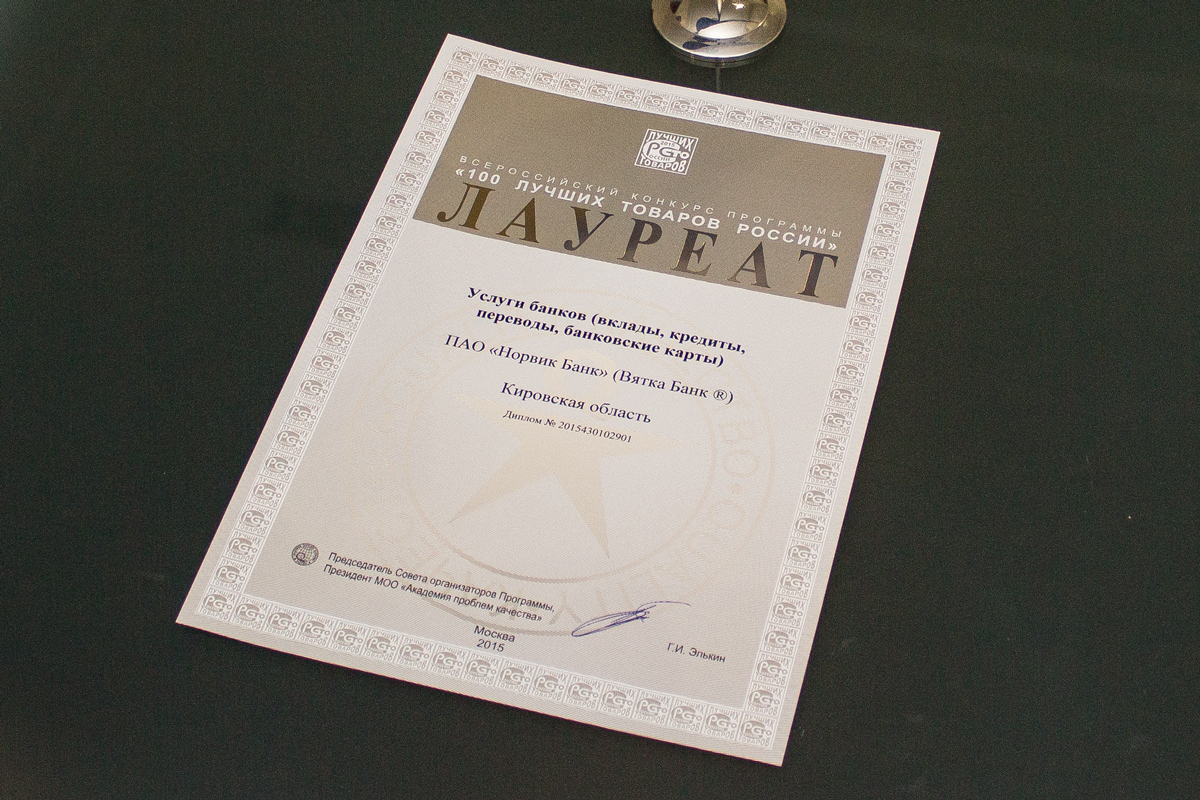 ЛУЧШИХ
2015
РОССИИ
ТОВАРОВ
ВСЕРОССИЙСКИЙ КОНКУРС ПРОГРАММЫ
«100 ЛУЧШИХ ТОВАРОВ РОССИИ»
ЛАУРЕАТ
Услуги банков (вклады, кредиты,
переводы, банковские карты)
ПАО «Норвик Банк» (Вятка Банк ®)
Кировская область
Диплом № 2015430102901
Председатель Совета организаторов Программы,
Президент МОО «Академия проблем качества»
Г.И. Элькин
Москва
2015